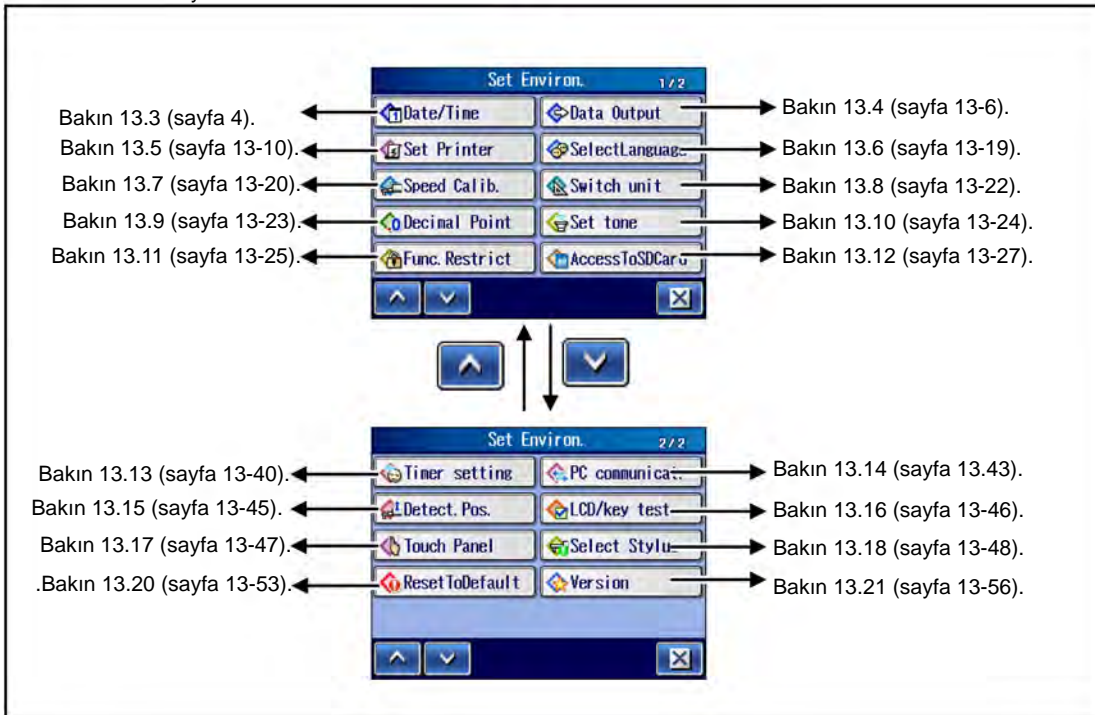 Set Environ. 1/2
Bakın 13.3 (sayfa 4). Date/Time Data Output Bakın 13.4 (sayfa 13-6).
Bakın 13.5 (sayfa 13-10). Set Printer SelectLanguage Bakın 13.6 (sayfa 13-19).
Bakın 13.7 (sayfa 13-20). Speed Calib. Switch unit Bakın 13.8 (sayfa 13-22).
Bakın 13.9 (sayfa 13-23). Decimal Point Set tone Bakın 13.10 (sayfa 13-24).
Bakın 13.11 (sayfa 13-25). Func.Restrict AccessToSDCard Bakın 13.12 (sayfa 13-27).
Set Environ. 2/2
Bakın 13.13 (sayfa 13-40). Timer setting PC communicat. Bakın 13.14 (sayfa 13.43).
Bakın 13.15 (sayfa 13-45). Detect.Pos. LCD/key test Bakın 13.16 (sayfa 13-46).
Bakın 13.17 (sayfa 13-47). Touch Panel Select Stylu Bakın 13.18 (sayfa 13-48).
.Bakın 13.20 (sayfa 13-53). ResetToDefault Version Bakın 13.21 (sayfa 13-56).